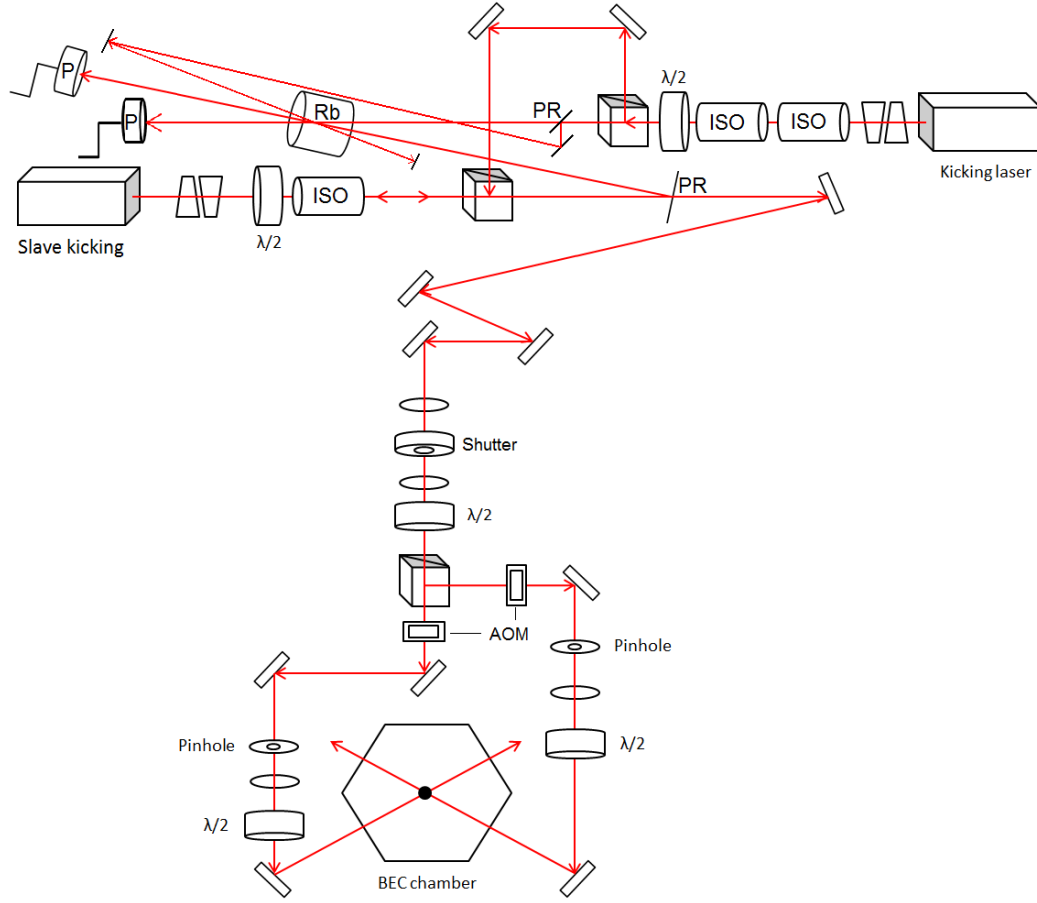 P
Rb
λ/2
PR
P
ISO
ISO
Kicking laser
ISO
PR
Slave kicking
λ/2
Shutter
λ/2
AOM
Pinhole
Pinhole
λ/2
λ/2
BEC chamber